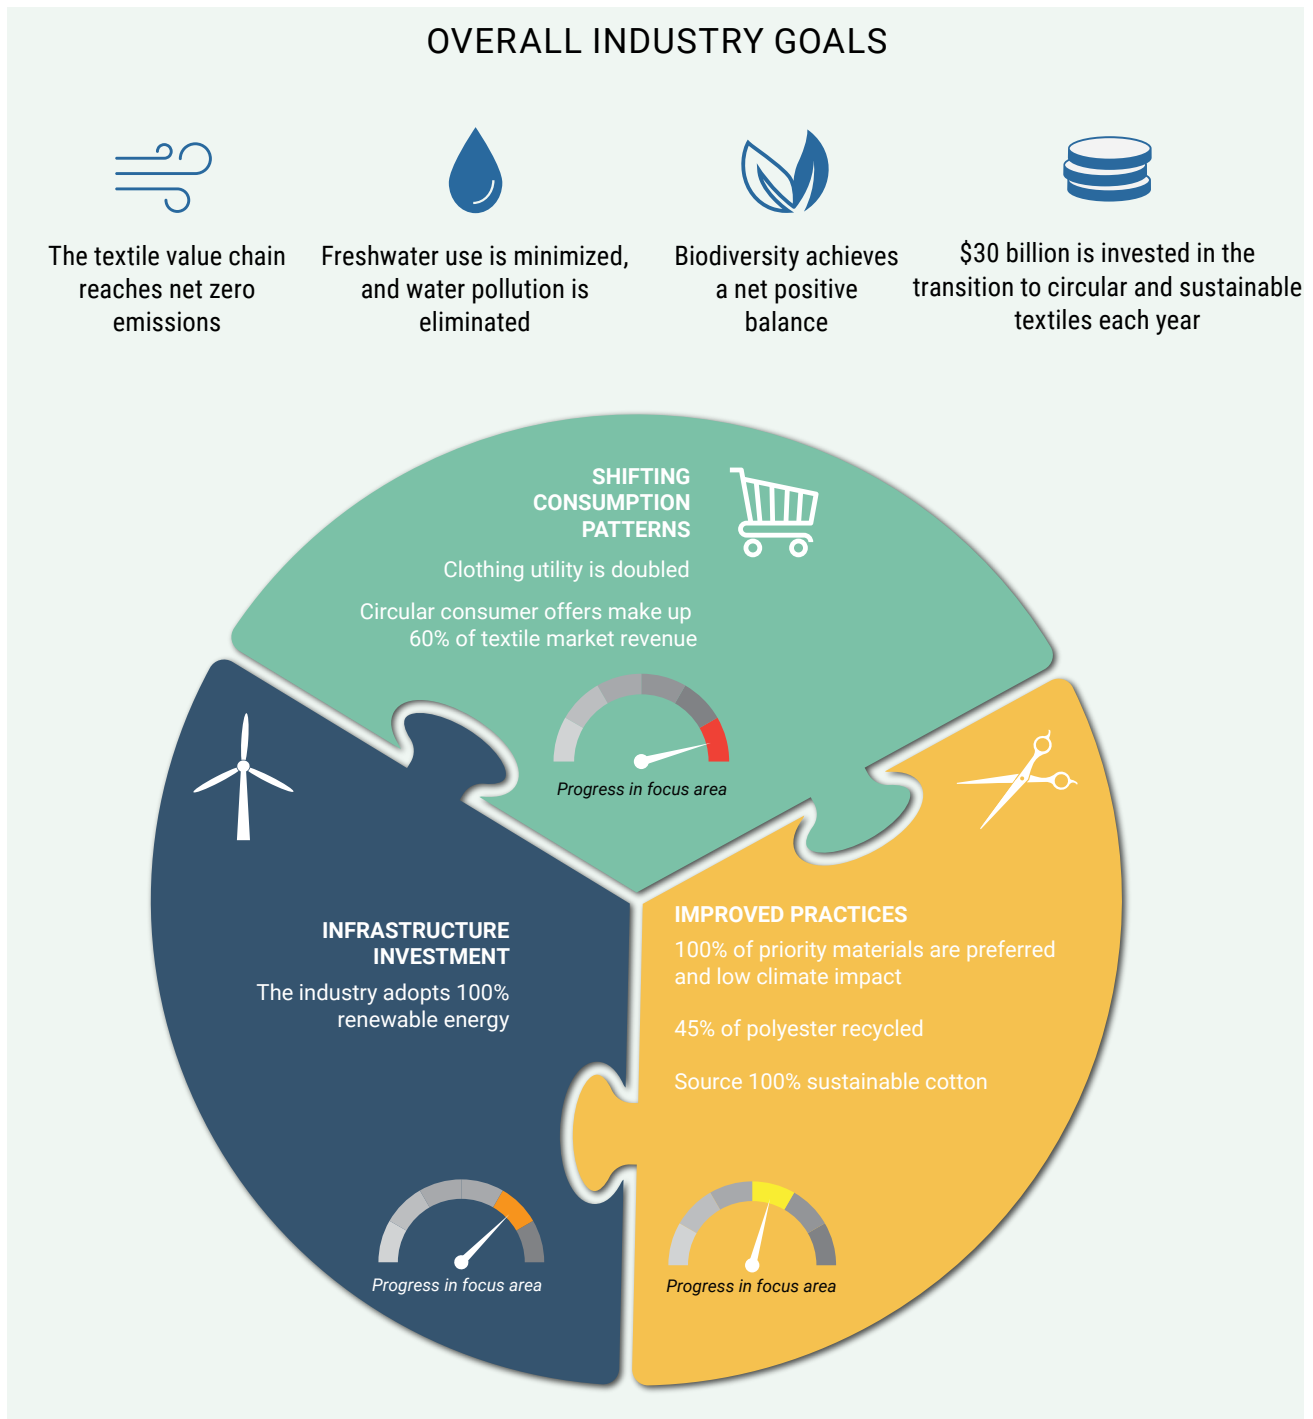 OVERALL INDUSTRY GOALS
The textile value chain
reaches net zero
emissions
Freshwater use is minimized,
and water pollution is
eliminated
Biodiversity achieves
a net positive
balance
$30 billion is invested in the
transition to circular and sustainable
textiles each year
SHIFTING
CONSUMPTION
PATTERNS
Clothing utility is doubled
Circular consumer offers make up
60% of textile market revenue
Progress in focus area
INFRASTRUCTURE
INVESTMENT
The industry adopts 100%
renewable energy
Progress in focus area
IMPROVED PRACTICES
100% of priority materials are preferred
and low climate impact
45% of polyester recycled
Source 100% sustainable cotton
Progress in focus area